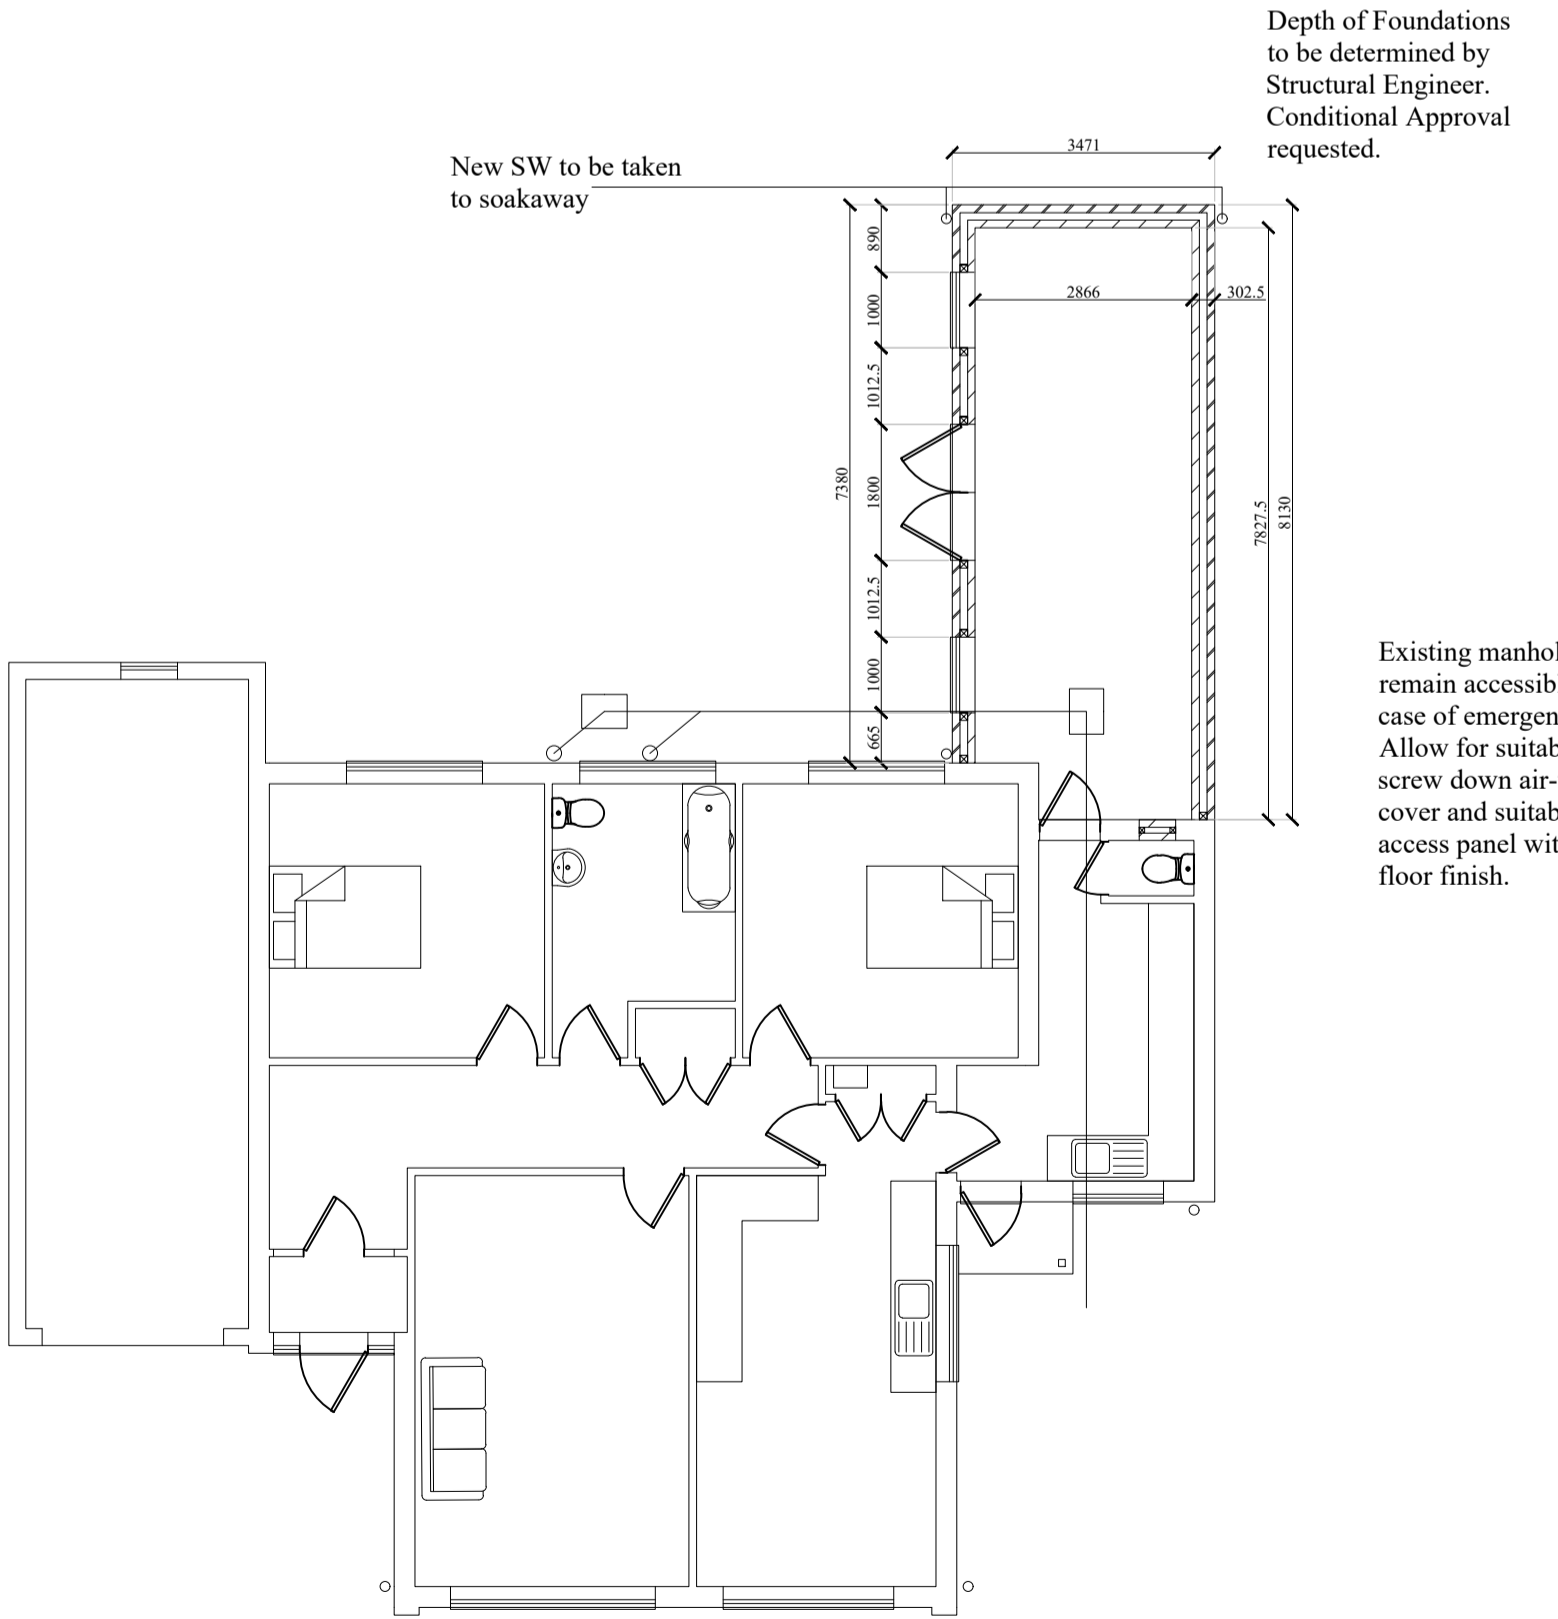 Depth of Foundations
to be determined by
Structural Engineer.
Conditional Approval
requested.
New SW to be taken
to soakaway
3471
890
1000
1012.5
1800
1012.5
1000
665
7380
2866
302.5
7827.5
8130
Existing manhol
remain accessib
case of emergen
Allow for suitab
screw down air-
cover and suitab
access panel wit
floor finish.